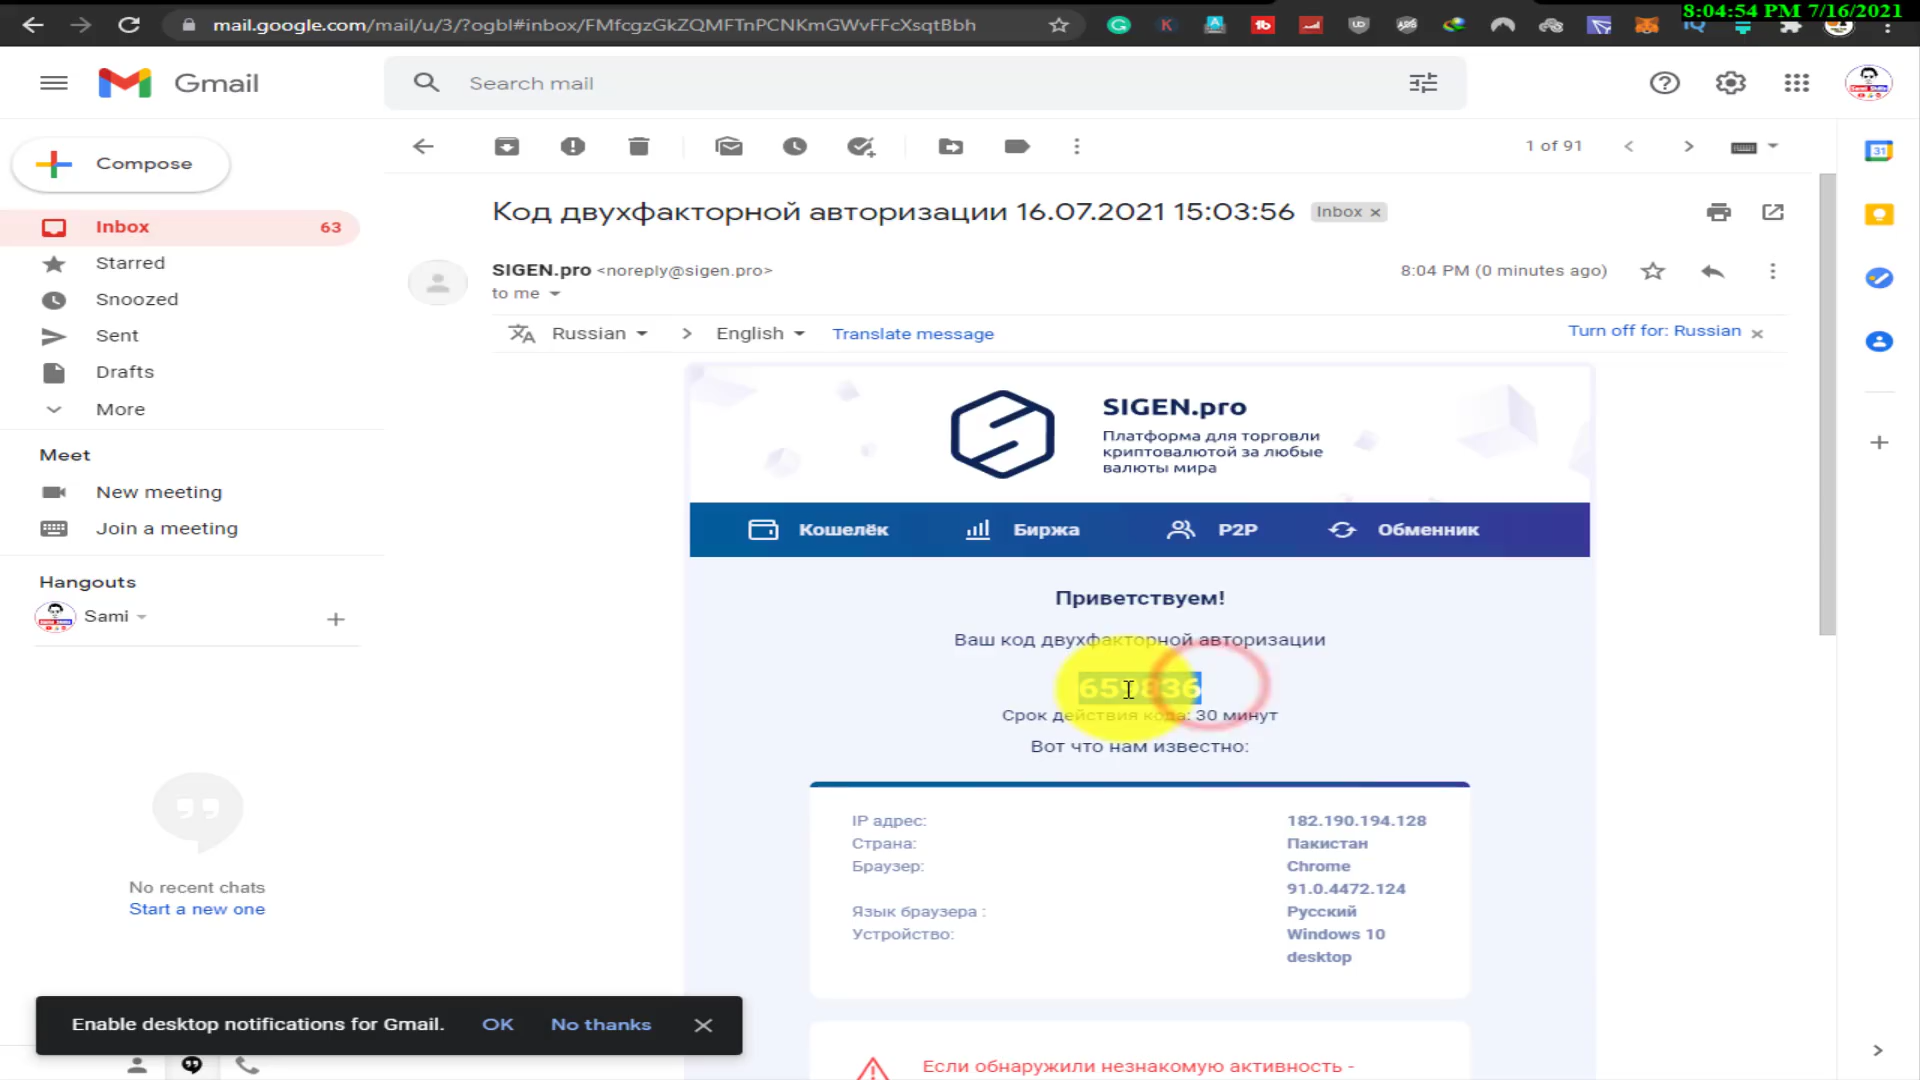 mail.google.com/mail/u/3/?ogbl#inbox/FMfcgzGkZQMFTnPCNKmGWvFFcXsqtBbh
8:04:54 PM 7/16/2021
Gmail
Search mail
Compose
1 of 91
Inbox 63
Starred
Snoozed
Sent
Drafts
More
Meet
New meeting
Join a meeting
Hangouts
Sami
No recent chats
Start a new one
Код двухфакторной авторизации 16.07.2021 15:03:56 Inbox ×
SIGEN.pro <noreply@sigen.pro>
8:04 PM (0 minutes ago)
to me
Russian > English Translate message
Turn off for: Russian ×
SIGEN.pro
Платформа для торговли
криптовалютой за любые
валюты мира
Кошелёк Биржа P2P Обменник
Приветствуем!
Ваш код двухфакторной авторизации
659836
Срок действия кода: 30 минут
Вот что нам известно:
IP адрес: 182.190.194.128
Страна: Пакистан
Браузер: Chrome
91.0.4472.124
Язык браузера : Русский
Устройство: Windows 10
desktop
Если обнаружили незнакомую активность -
Enable desktop notifications for Gmail. OK No thanks